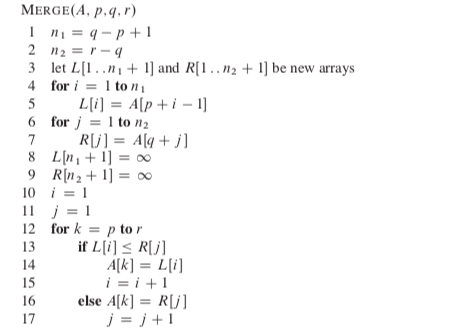 MERGE(A, p, q, r)
1 n₁ = q − p + 1
2 n₂ = r − q
3 let L[1..n₁ + 1] and R[1..n₂ + 1] be new arrays
4 for i = 1 to n₁
5 L[i] = A[p + i − 1]
6 for j = 1 to n₂
7 R[j] = A[q + j]
8 L[n₁ + 1] = ∞
9 R[n₂ + 1] = ∞
10 i = 1
11 j = 1
12 for k = p to r
13 if L[i] ≤ R[j]
14 A[k] = L[i]
15 i = i + 1
16 else A[k] = R[j]
17 j = j + 1